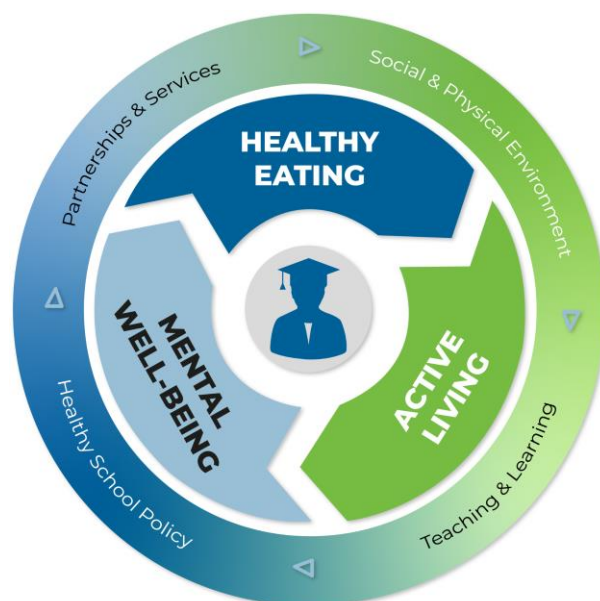 Partnerships & Services
Social & Physical Environment
HEALTHY
EATING
MENTAL
WELL-BEING
ACTIVE
LIVING
Healthy School Policy
Teaching & Learning